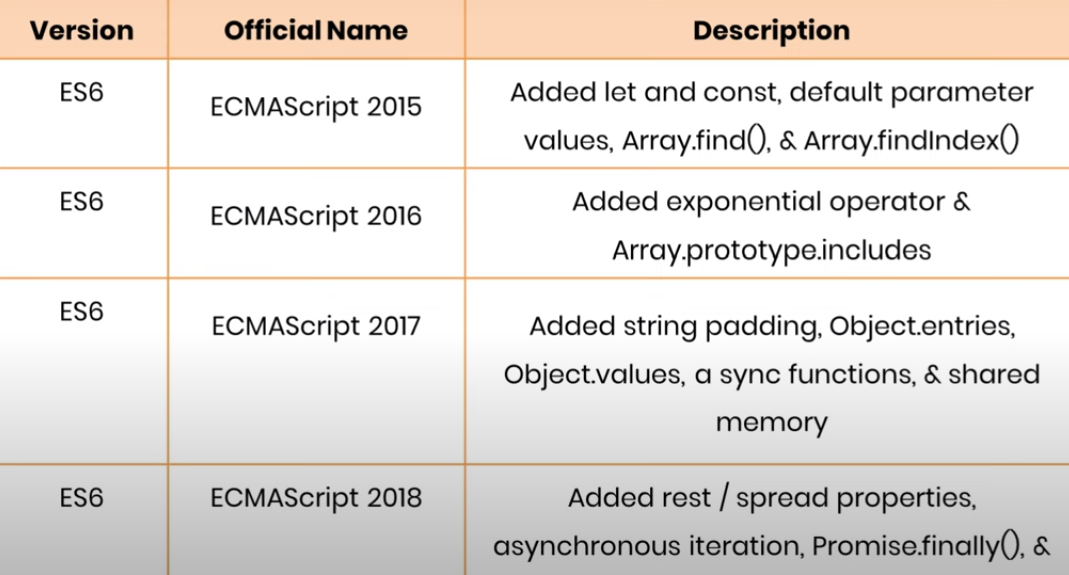 Version Official Name Description
ES6 ECMAScript 2015 Added let and const, default parameter
values, Array.find(), & Array.findIndex()
ES6 ECMAScript 2016 Added exponential operator &
Array.prototype.includes
ES6 ECMAScript 2017 Added string padding, Object.entries,
Object.values, a sync functions, & shared
memory
ES6 ECMAScript 2018 Added rest / spread properties,
asynchronous iteration, Promise.finally(), &